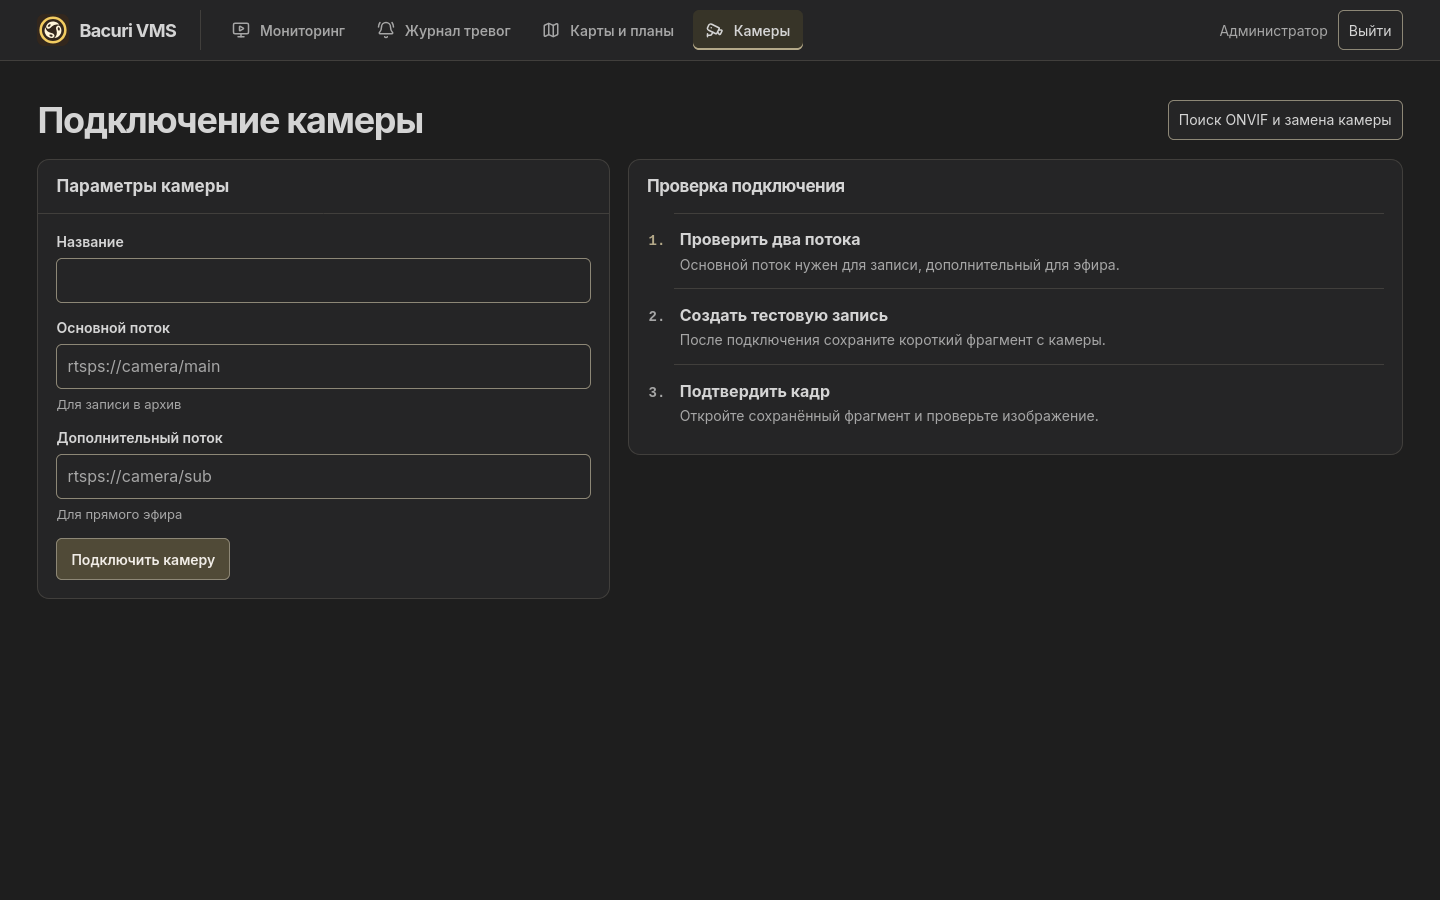 Bacuri VMS
Мониторинг
Журнал тревог
Карты и планы
Камеры
Администратор
Выйти
Подключение камеры
Поиск ONVIF и замена камеры
Параметры камеры
Название
Основной поток
rtsps://camera/main
Для записи в архив
Дополнительный поток
rtsps://camera/sub
Для прямого эфира
Подключить камеру
Проверка подключения
1. Проверить два потока
Основной поток нужен для записи, дополнительный для эфира.
2. Создать тестовую запись
После подключения сохраните короткий фрагмент с камеры.
3. Подтвердить кадр
Откройте сохранённый фрагмент и проверьте изображение.